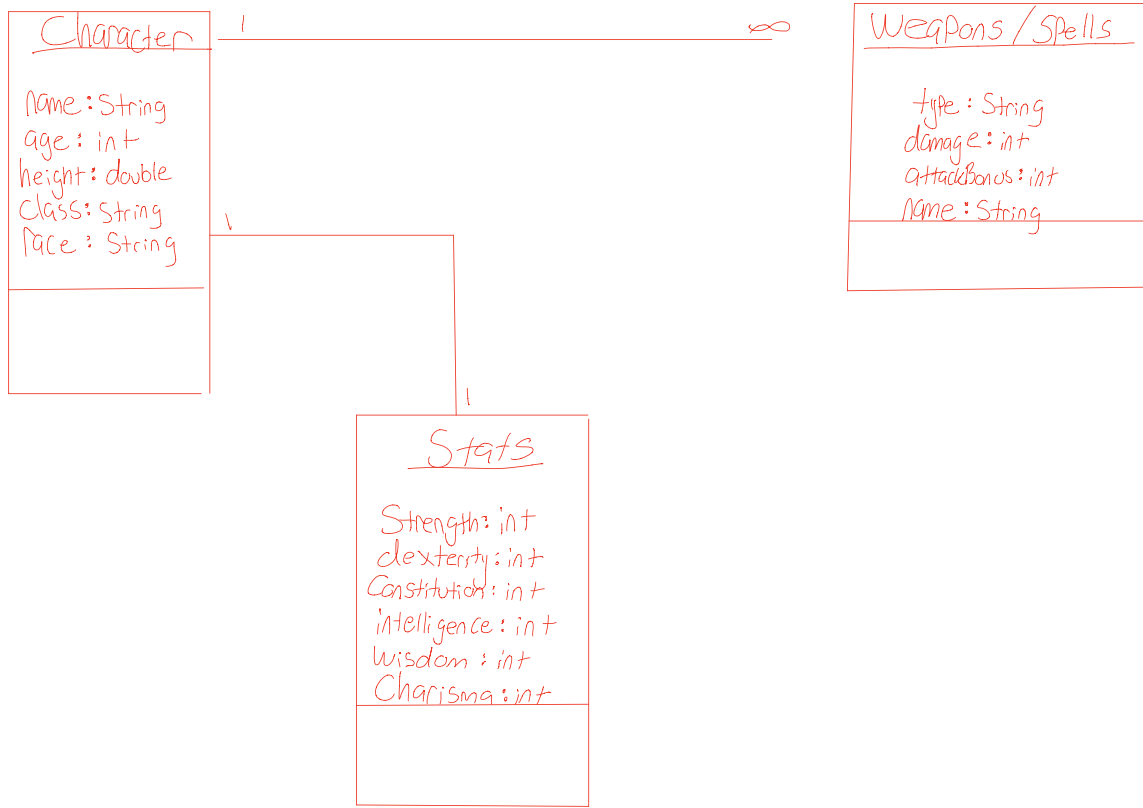 Character
1
∞
Weapons/Spells
name: String
age: int
height: double
class: String
race: String
type: String
damage: int
attackBonus: int
name: String
1
1
Stats
Strength: int
dexterity: int
Constitution: int
intelligence: int
wisdom: int
Charisma: int